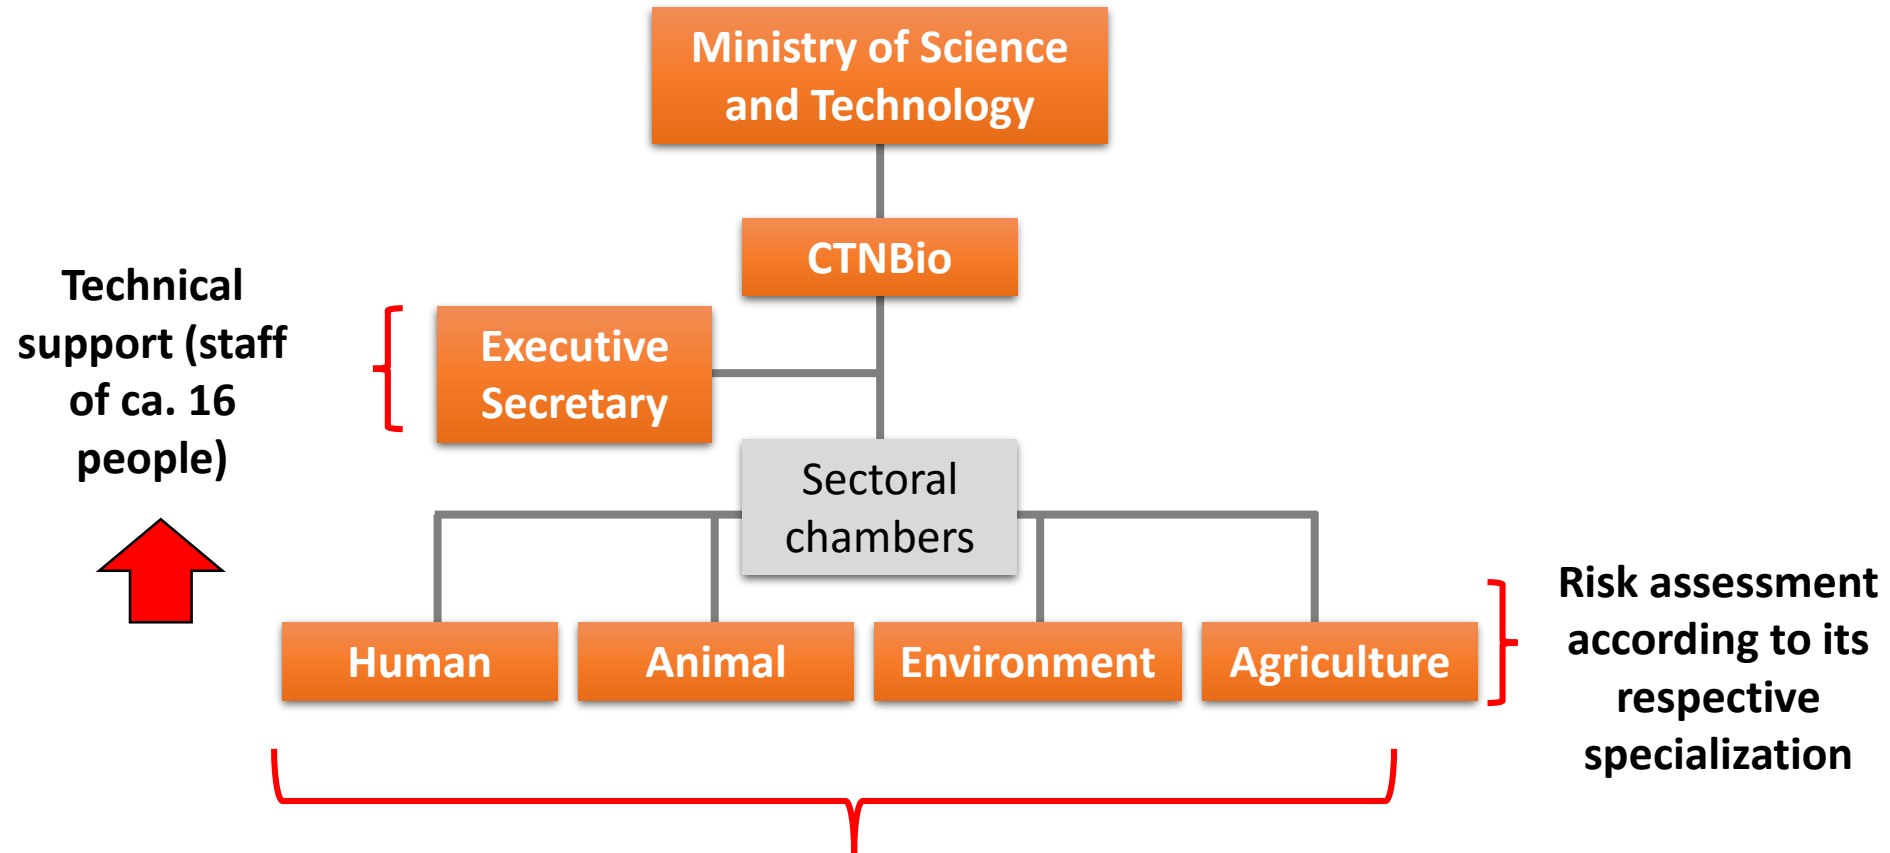 Ministry of Science
and Technology
CTNBio
Technical
support (staff
of ca. 16
people)
Executive
Secretary
Sectoral
chambers
Human
Animal
Environment
Agriculture
Risk assessment
according to its
respective
specialization